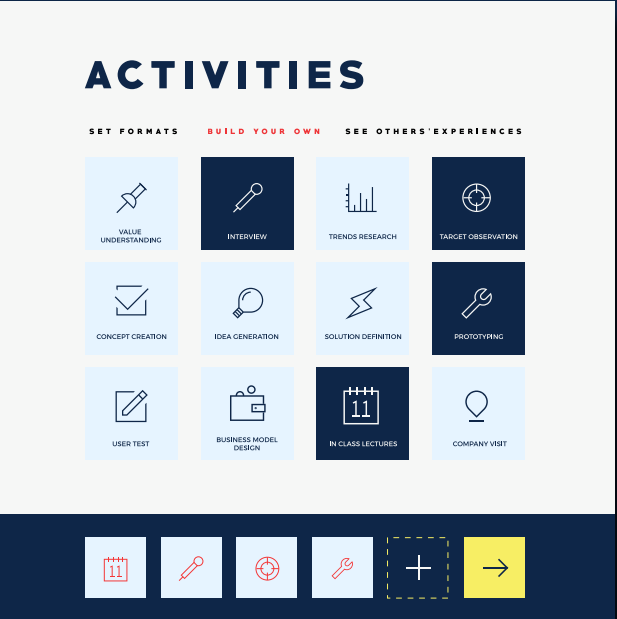 ACTIVITIES
SET FORMATS BUILD YOUR OWN SEE OTHERS'EXPERIENCES
VALUE
UNDERSTANDING
INTERVIEW
TRENDS RESEARCH
TARGET OBSERVATION
CONCEPT CREATION
IDEA GENERATION
SOLUTION DEFINITION
PROTOTYPING
USER TEST
BUSINESS MODEL
DESIGN
11
IN CLASS LECTURES
COMPANY VISIT
11